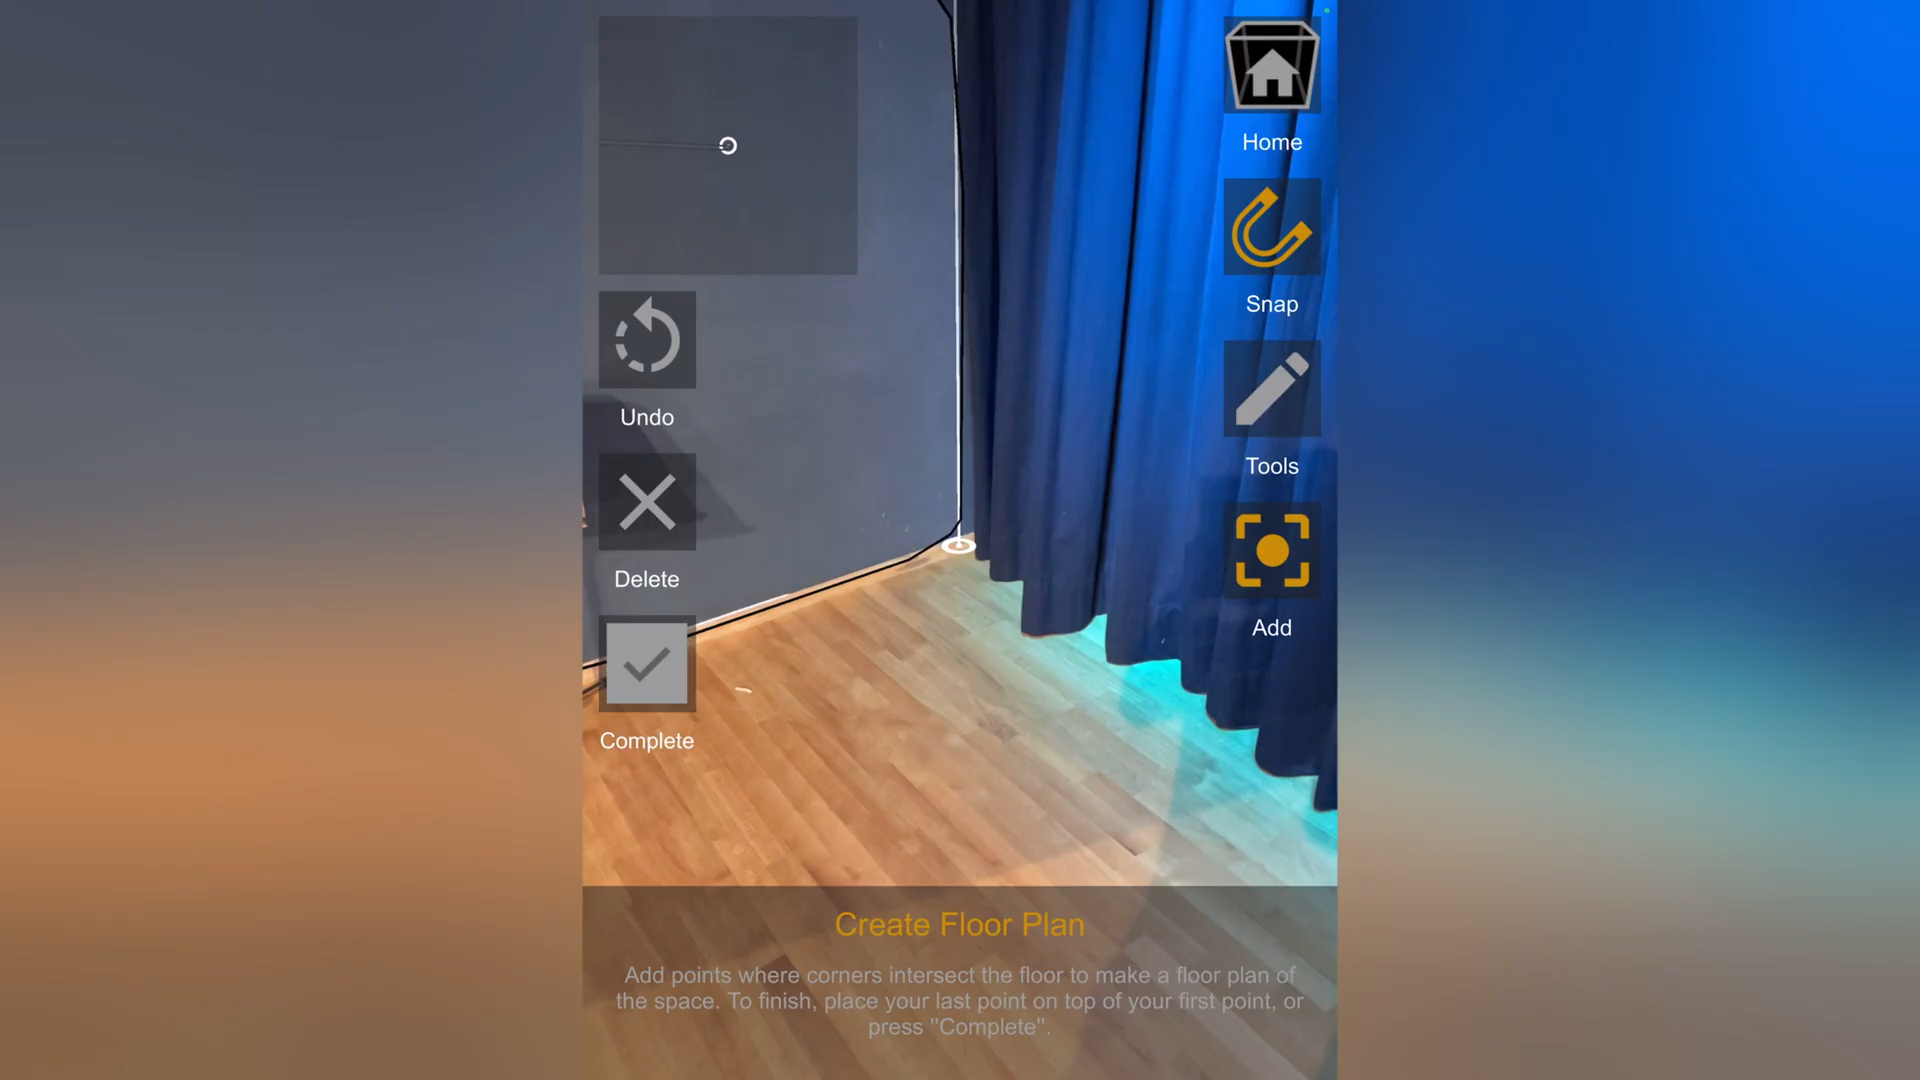 Home
Snap
Undo
Tools
Delete
Add
Complete
Create Floor Plan
Add points where corners intersect the floor to make a floor plan of
the space. To finish, place your last point on top of your first point, or
press "Complete".